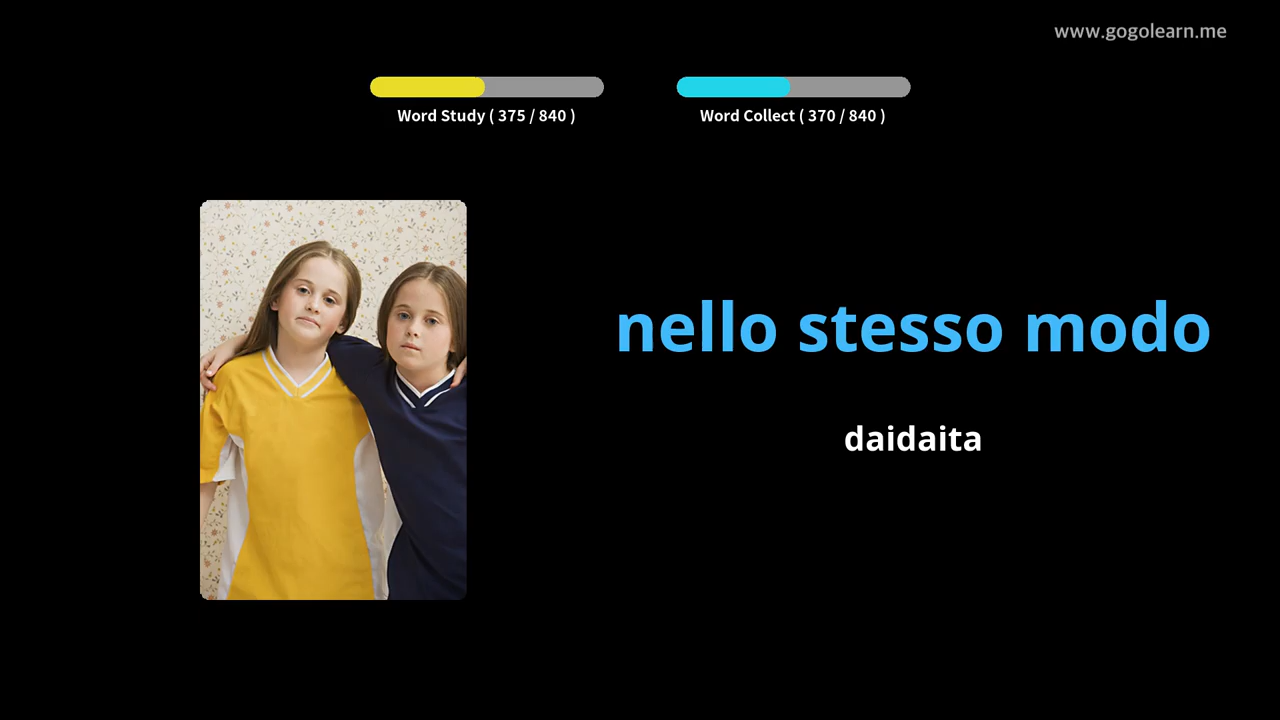 www.gogolearn.me
Word Study ( 375 / 840 )
Word Collect ( 370 / 840 )
nello stesso modo
daidaita